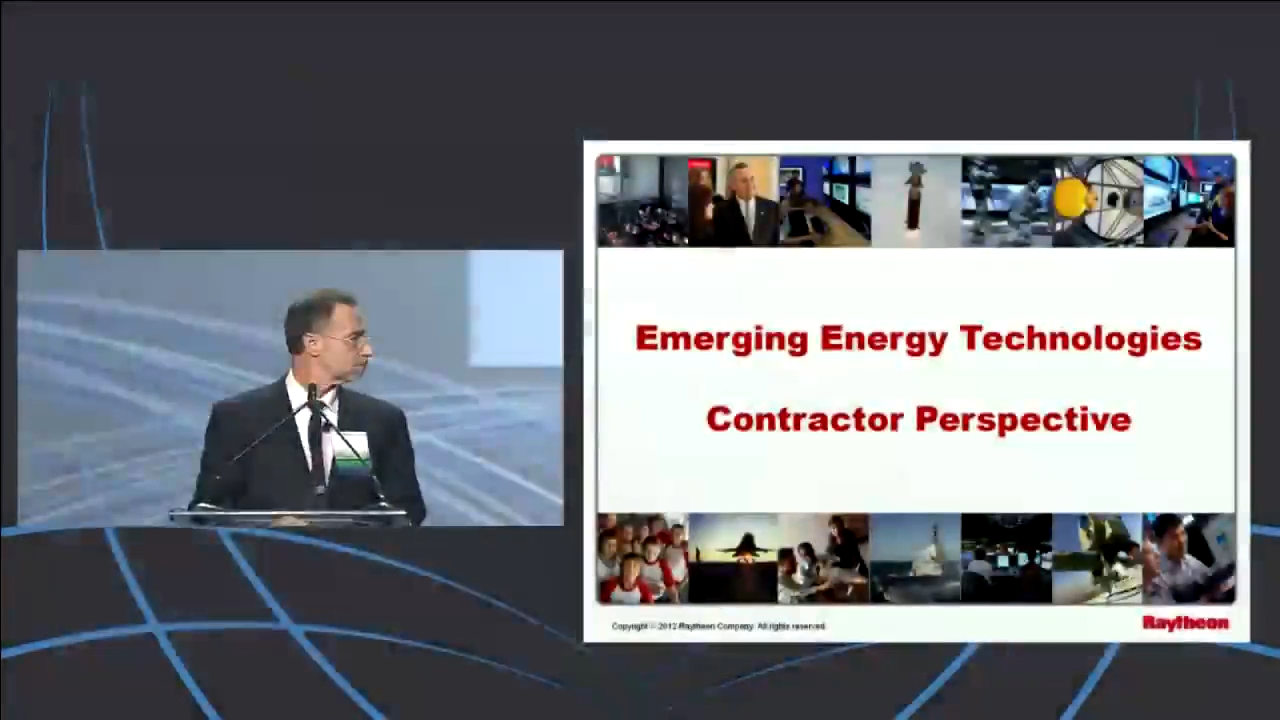 Emerging Energy Technologies
Contractor Perspective
Copyright © 2012 Raytheon Company. All rights reserved.
Raytheon